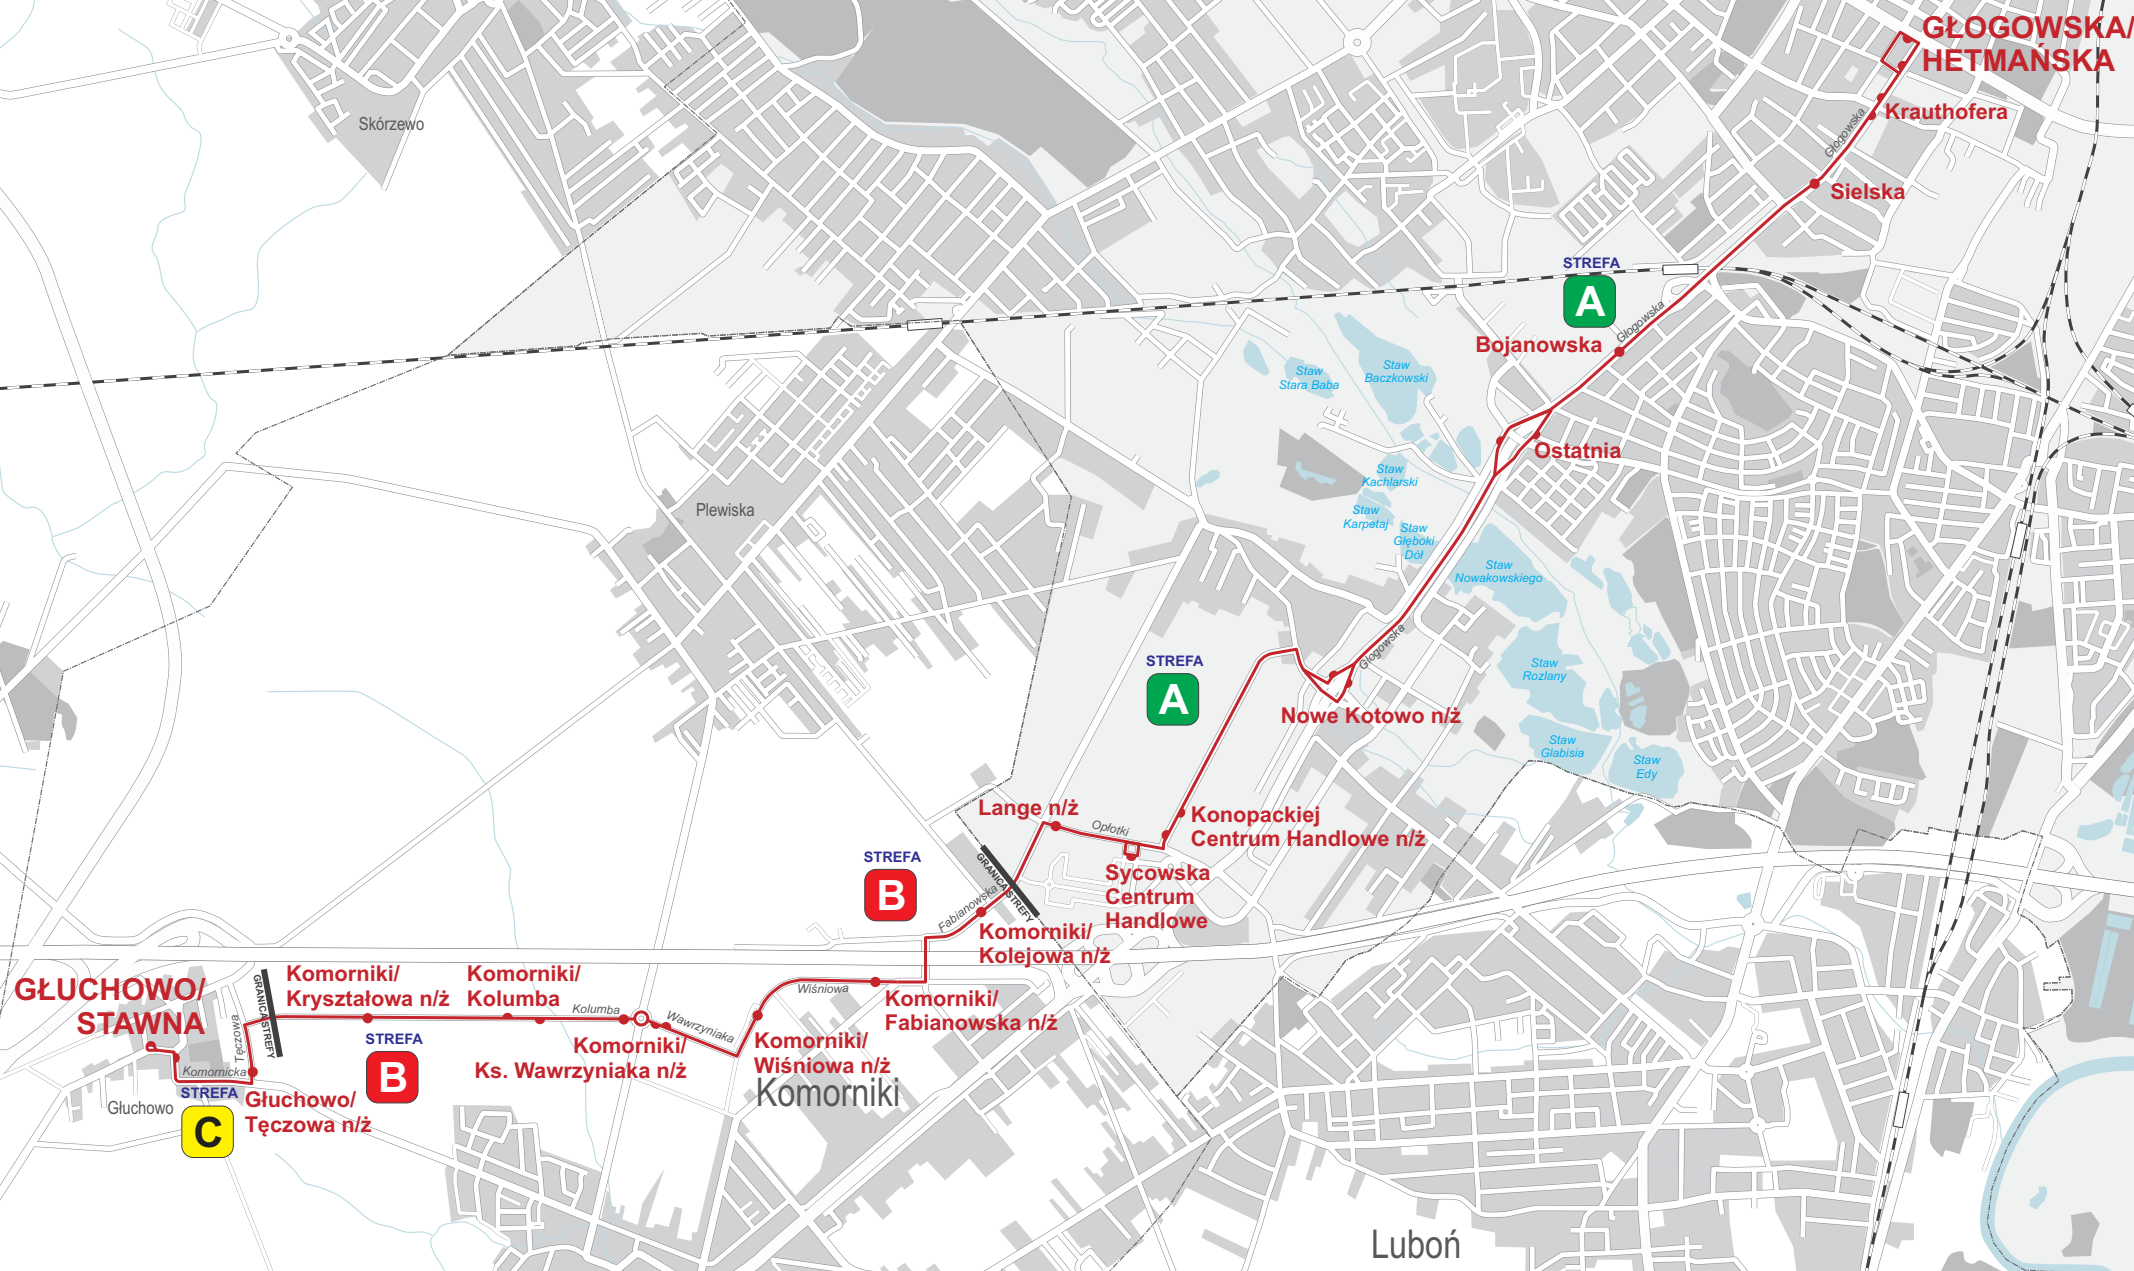 GŁOGOWSKA/
HETMAŃSKA
Krauthofera
Głogowska
Skórzewo
Sielska
STREFA
A
Głogowska
Bojanowska
Staw
Stara Baba
Staw
Baczkowski
Ostatnia
Staw
Kachlarski
Staw
Karpetaj
Staw
Głęboki
Dół
Plewiska
Staw
Nowakowskiego
Głogowska
STREFA
A
Staw
Rozlany
Nowe Kotowo n/ż
Staw
Glabisia
Staw
Edy
Lange n/ż
Opłotki
Konopackiej
Centrum Handlowe n/ż
STREFA
B
GRANICA STREFY
Sycowska
Centrum
Handlowe
Fabianowska
Komorniki/
Kolejowa n/ż
GŁUCHOWO/
STAWNA
GRANICA STREFY
Komorniki/
Kryształowa n/ż
Komorniki/
Kolumba
Kolumba
Wiśniowa
Komorniki/
Fabianowska n/ż
Tęczowa
Wawrzyniaka
STREFA
B
Komorniki/
Ks. Wawrzyniaka n/ż
Komorniki/
Wiśniowa n/ż
Komornicka
Komorniki
STREFA
C
Głuchowo
Głuchowo/
Tęczowa n/ż
Luboń